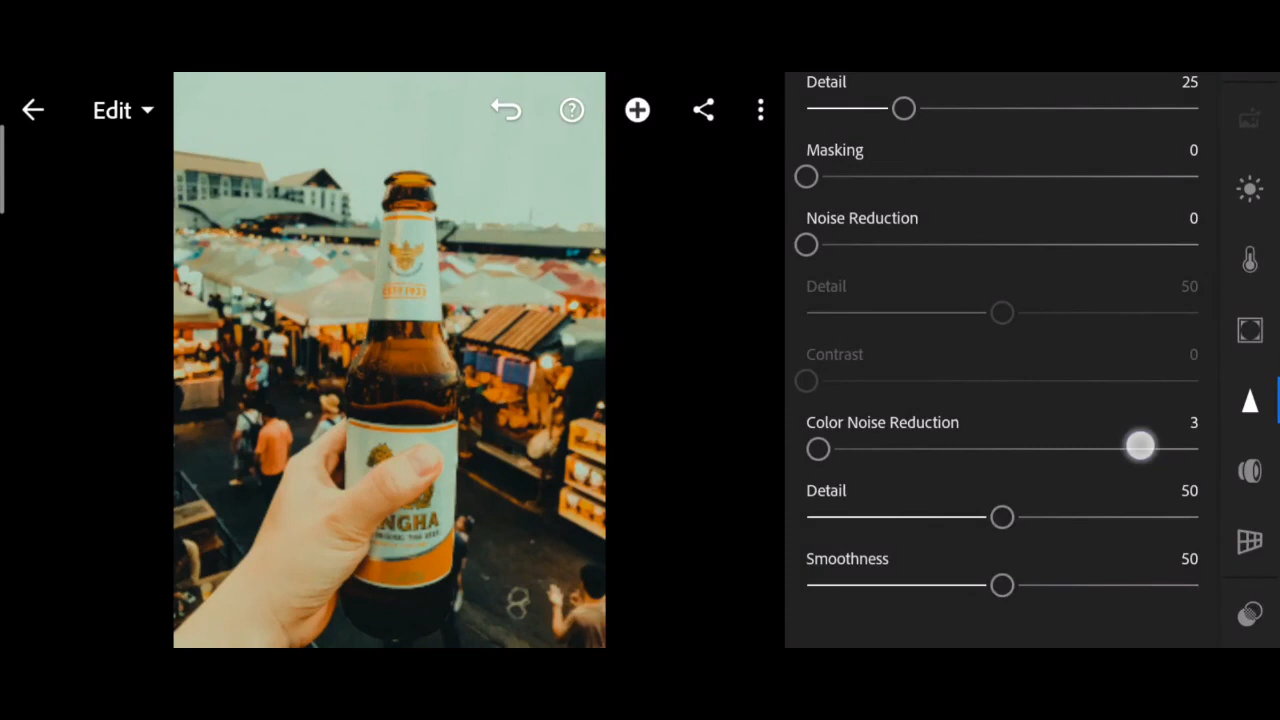 Edit
Detail 25
Masking 0
Noise Reduction 0
Detail 50
Contrast 0
Color Noise Reduction 3
Detail 50
Smoothness 50
NGHA